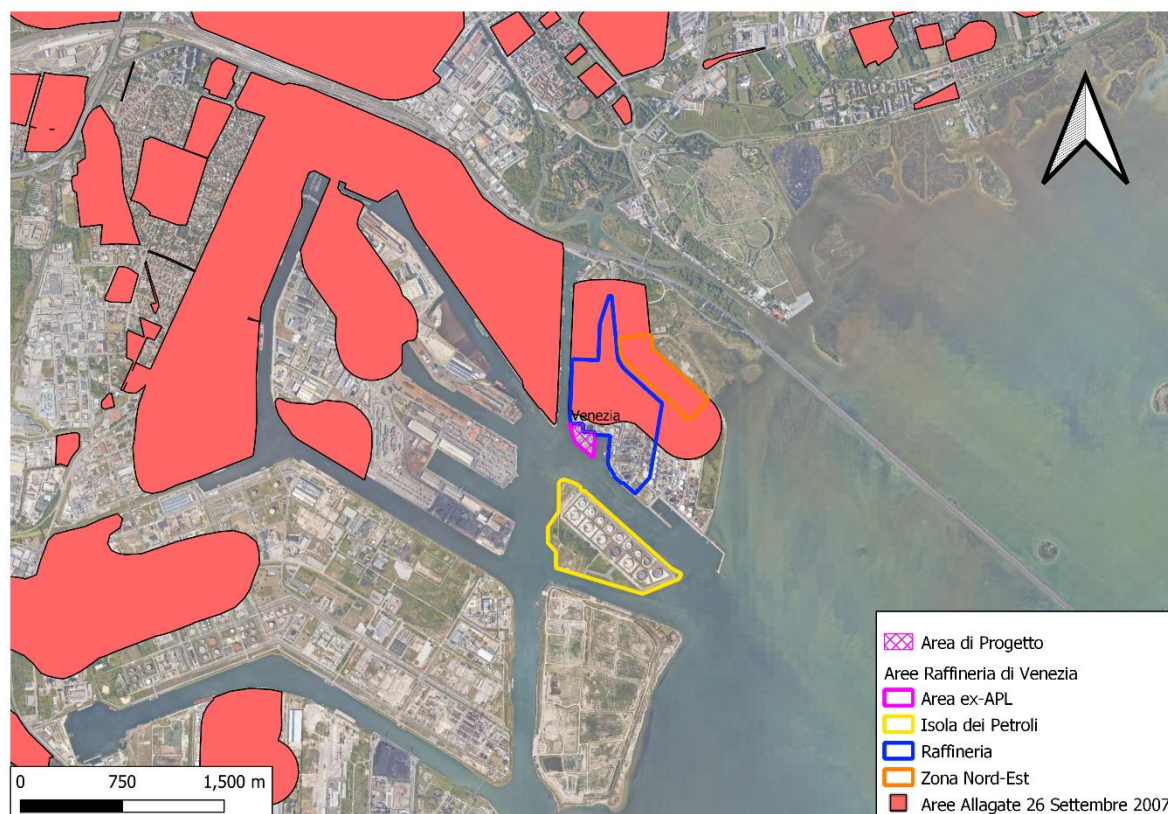 Venezia
Area di Progetto
Aree Raffineria di Venezia
Area ex-APL
Isola dei Petroli
Raffineria
Zona Nord-Est
Aree Allagate 26 Settembre 2007
0 750 1,500 m